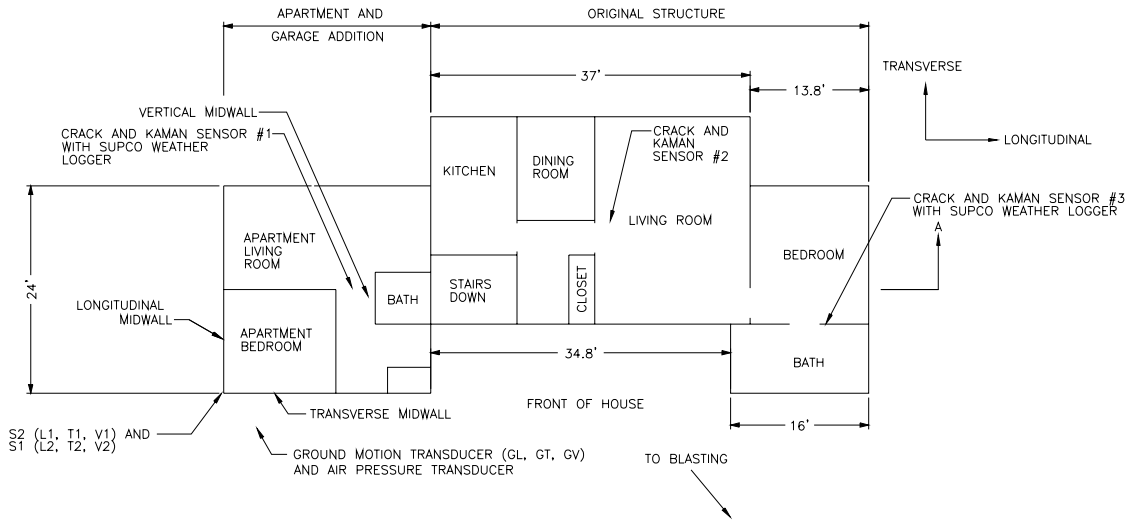 APARTMENT AND
GARAGE ADDITION
ORIGINAL STRUCTURE
37'
13.8'
TRANSVERSE
LONGITUDINAL
VERTICAL MIDWALL
CRACK AND KAMAN SENSOR #1
WITH SUPCO WEATHER
LOGGER
CRACK AND
KAMAN
SENSOR #2
KITCHEN
DINING
ROOM
LIVING ROOM
CRACK AND KAMAN SENSOR #3
WITH SUPCO WEATHER LOGGER
A
APARTMENT
LIVING
ROOM
BEDROOM
24'
STAIRS
DOWN
CLOSET
BATH
LONGITUDINAL
MIDWALL
APARTMENT
BEDROOM
34.8'
BATH
FRONT OF HOUSE
TRANSVERSE MIDWALL
16'
S2 (L1, T1, V1) AND
S1 (L2, T2, V2)
GROUND MOTION TRANSDUCER (GL, GT, GV)
AND AIR PRESSURE TRANSDUCER
TO BLASTING